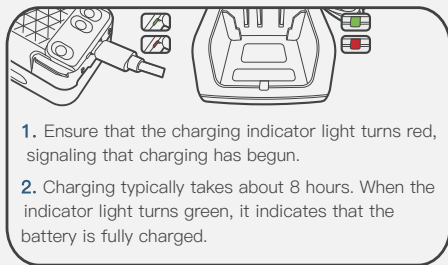 1. Ensure that the charging indicator light turns red,
signaling that charging has begun.
2. Charging typically takes about 8 hours. When the
indicator light turns green, it indicates that the
battery is fully charged.